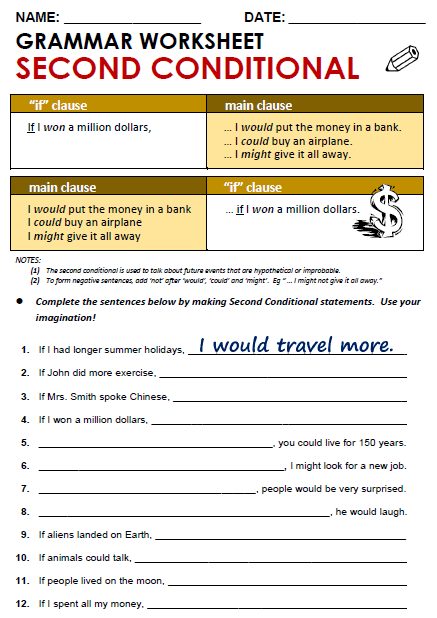 NAME: ____________________ DATE: ____________________
GRAMMAR WORKSHEET
SECOND CONDITIONAL
"if" clause main clause
If I won a million dollars, ... I would put the money in a bank.
... I could buy an airplane.
... I might give it all away.
main clause "if" clause
I would put the money in a bank ... if I won a million dollars.
I could buy an airplane
I might give it all away
NOTES:
(1) The second conditional is used to talk about future events that are hypothetical or improbable.
(2) To form negative sentences, add 'not' after 'would', 'could' and 'might'. Eg "... I might not give it all away."
● Complete the sentences below by making Second Conditional statements. Use your
imagination!
1. If I had longer summer holidays, I would travel more.
2. If John did more exercise, ____________________
3. If Mrs. Smith spoke Chinese, ____________________
4. If I won a million dollars, ____________________
5. ____________________, you could live for 150 years.
6. ____________________, I might look for a new job.
7. ____________________, people would be very surprised.
8. ____________________, he would laugh.
9. If aliens landed on Earth, ____________________
10. If animals could talk, ____________________
11. If people lived on the moon, ____________________
12. If I spent all my money, ____________________